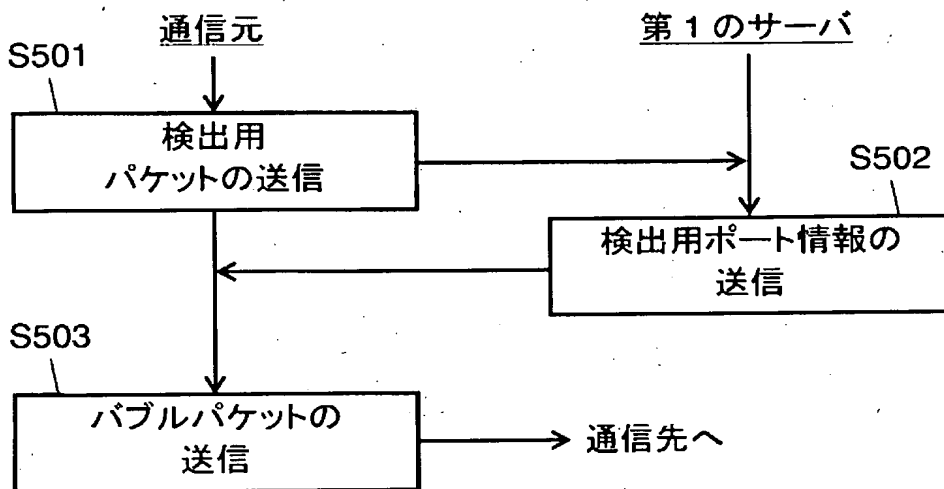 通信元
第1のサーバ
S501
検出用
パケットの送信
S502
検出用ポート情報の
送信
S503
バブルパケットの
送信
通信先へ